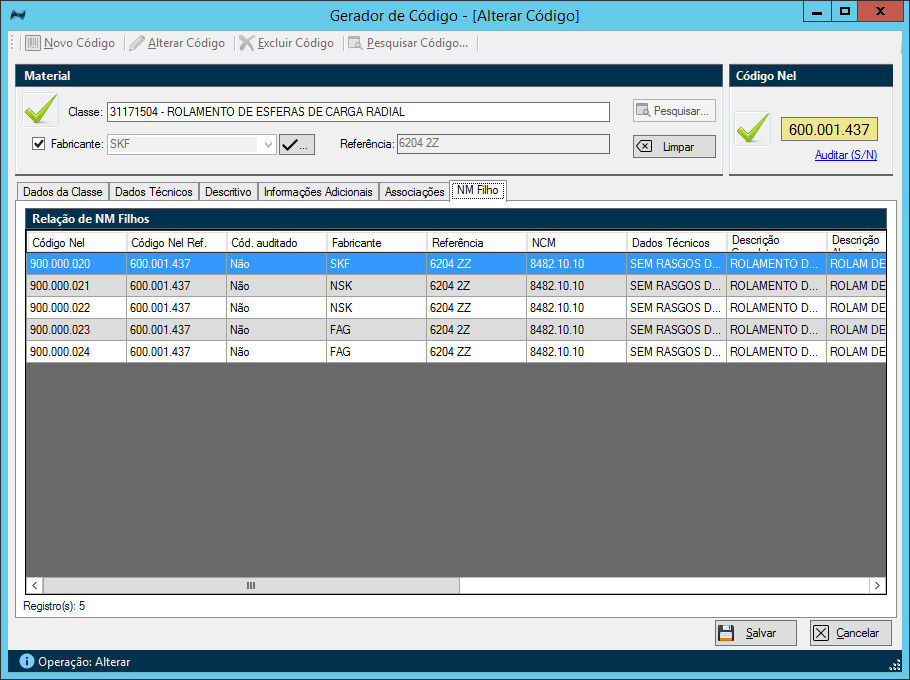 Gerador de Código - [Alterar Código]
Novo Código Alterar Código Excluir Código Pesquisar Código...
Material Código Nel
Classe: 31171504 - ROLAMENTO DE ESFERAS DE CARGA RADIAL Pesquisar...
Fabricante: SKF ... Referência: 6204 2Z Limpar
600.001.437
Auditar (S/N)
Dados da Classe Dados Técnicos Descritivo Informações Adicionais Associações NM Filho
Relação de NM Filhos
Código Nel Código Nel Ref. Cód. auditado Fabricante Referência NCM Dados Técnicos Descrição Descrição
900.000.020 600.001.437 Não SKF 6204 ZZ 8482.10.10 SEM RASGOS D... ROLAMENTO D... ROLAM DE
900.000.021 600.001.437 Não NSK 6204 2Z 8482.10.10 SEM RASGOS D... ROLAMENTO D... ROLAM DE
900.000.022 600.001.437 Não NSK 6204 ZZ 8482.10.10 SEM RASGOS D... ROLAMENTO D... ROLAM DE
900.000.023 600.001.437 Não FAG 6204 2Z 8482.10.10 SEM RASGOS D... ROLAMENTO D... ROLAM DE
900.000.024 600.001.437 Não FAG 6204 ZZ 8482.10.10 SEM RASGOS D... ROLAMENTO D... ROLAM DE
Registro(s): 5
Salvar Cancelar
Operação: Alterar